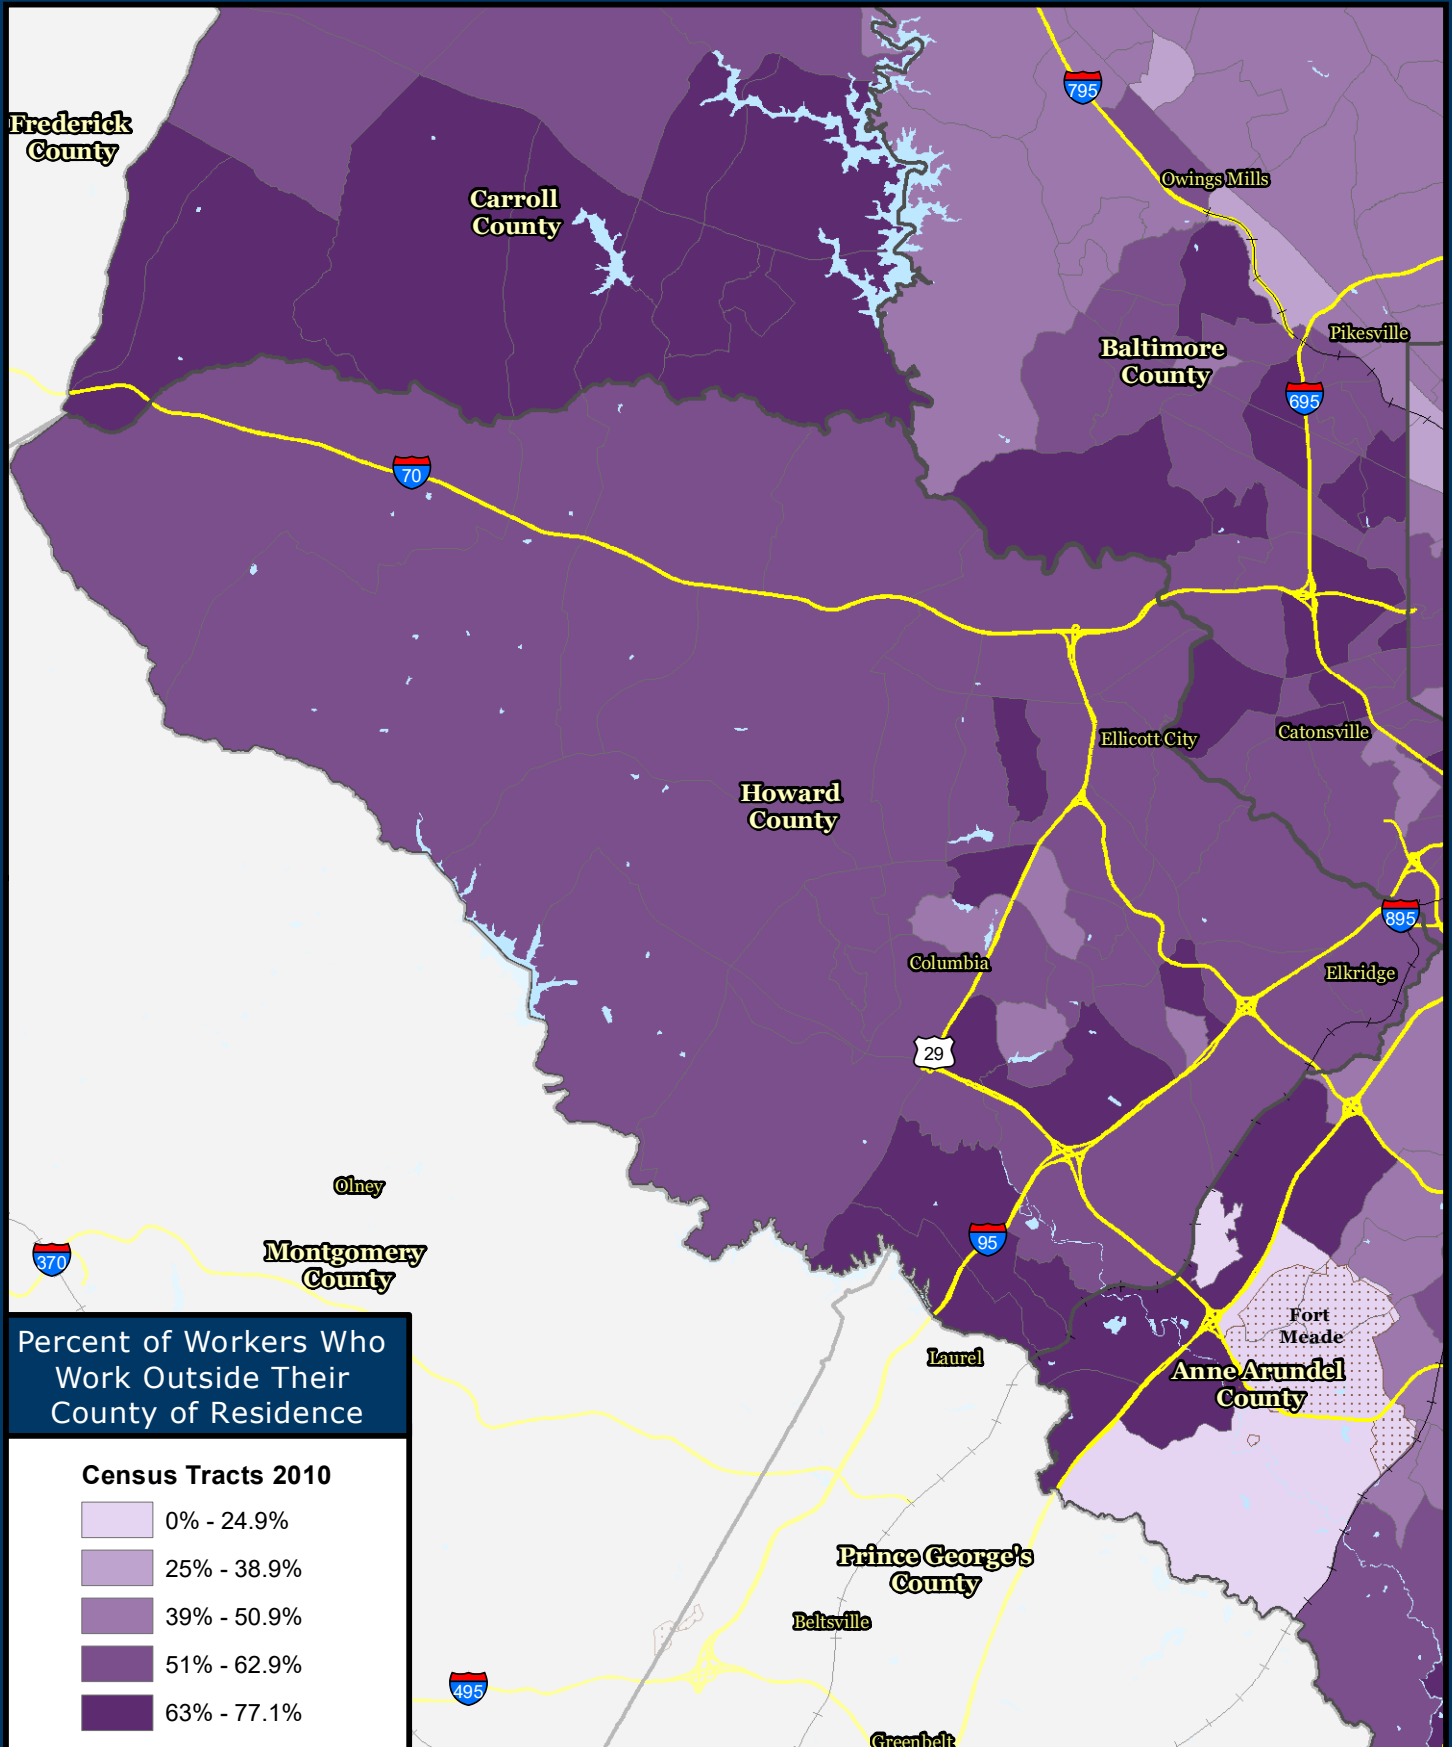 795
Frederick
County
Owings Mills
Carroll
County
Pikesville
Baltimore
County
695
70
Ellicott City
Catonsville
Howard
County
895
Columbia
Elkridge
29
Olney
95
Montgomery
County
370
Fort
Meade
Laurel
Anne Arundel
County
Percent of Workers Who
Work Outside Their
County of Residence
Census Tracts 2010
0% - 24.9%
25% - 38.9%
39% - 50.9%
51% - 62.9%
63% - 77.1%
Prince George's
County
Beltsville
495
Greenbelt